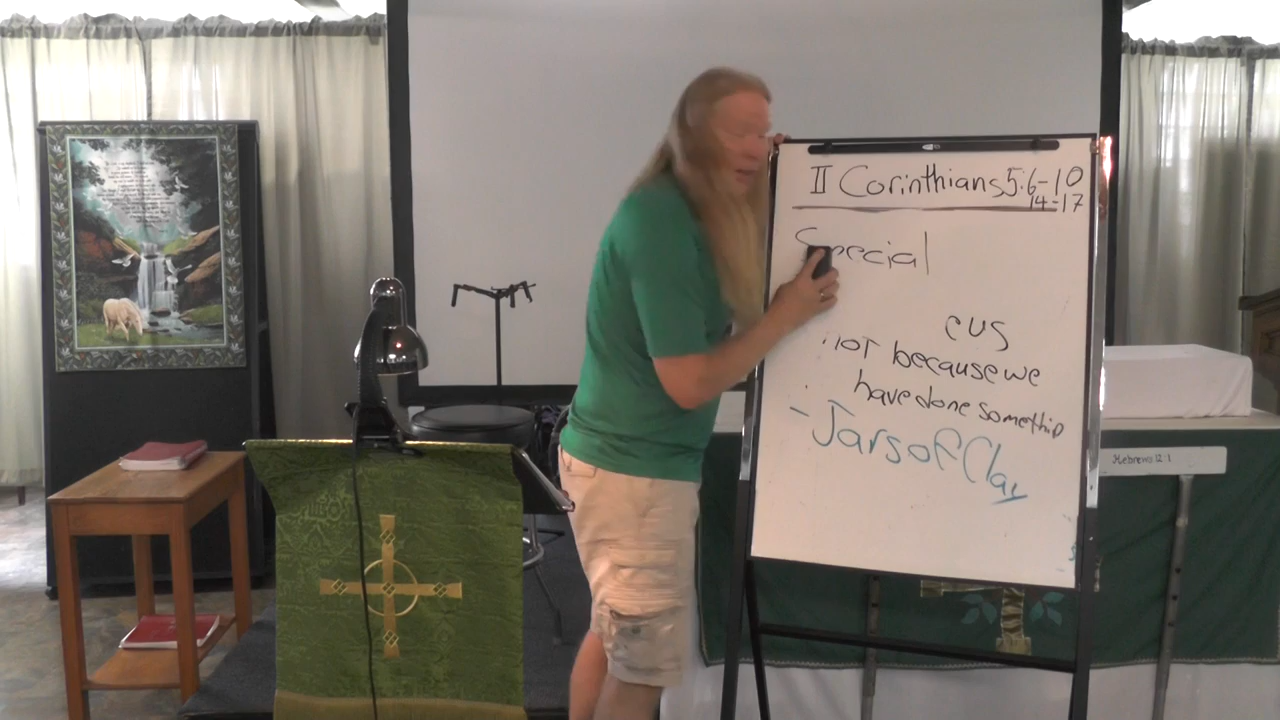 II Corinthians 5:6-10
14-17
Special
cus
not because we
have done somethin
- Jars of Clay
Hebrews 12:1